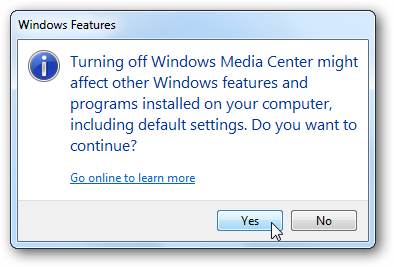 Windows Features
Turning off Windows Media Center might
affect other Windows features and
programs installed on your computer,
including default settings. Do you want to
continue?
Go online to learn more
Yes
No